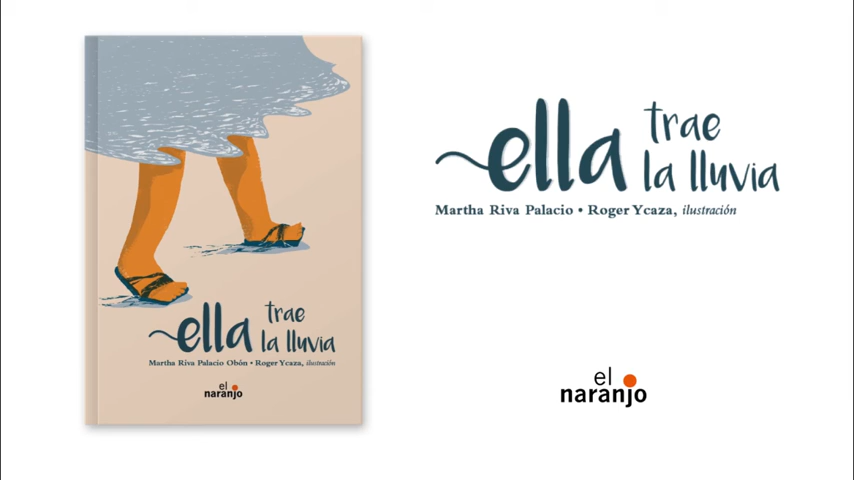 ella trae
la lluvia
Martha Riva Palacio Obón • Roger Ycaza, ilustración
el
naranjo
ella trae
la lluvia
Martha Riva Palacio • Roger Ycaza, ilustración
el
naranjo